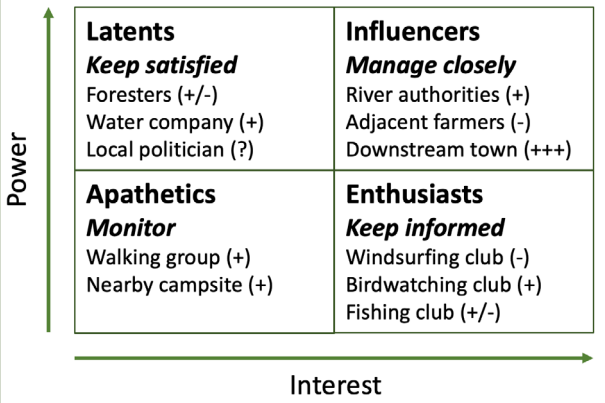 Power
Latents
Keep satisfied
Foresters (+/-)
Water company (+)
Local politician (?)
Influencers
Manage closely
River authorities (+)
Adjacent farmers (-)
Downstream town (+++)
Apathetics
Monitor
Walking group (+)
Nearby campsite (+)
Enthusiasts
Keep informed
Windsurfing club (-)
Birdwatching club (+)
Fishing club (+/-)
Interest